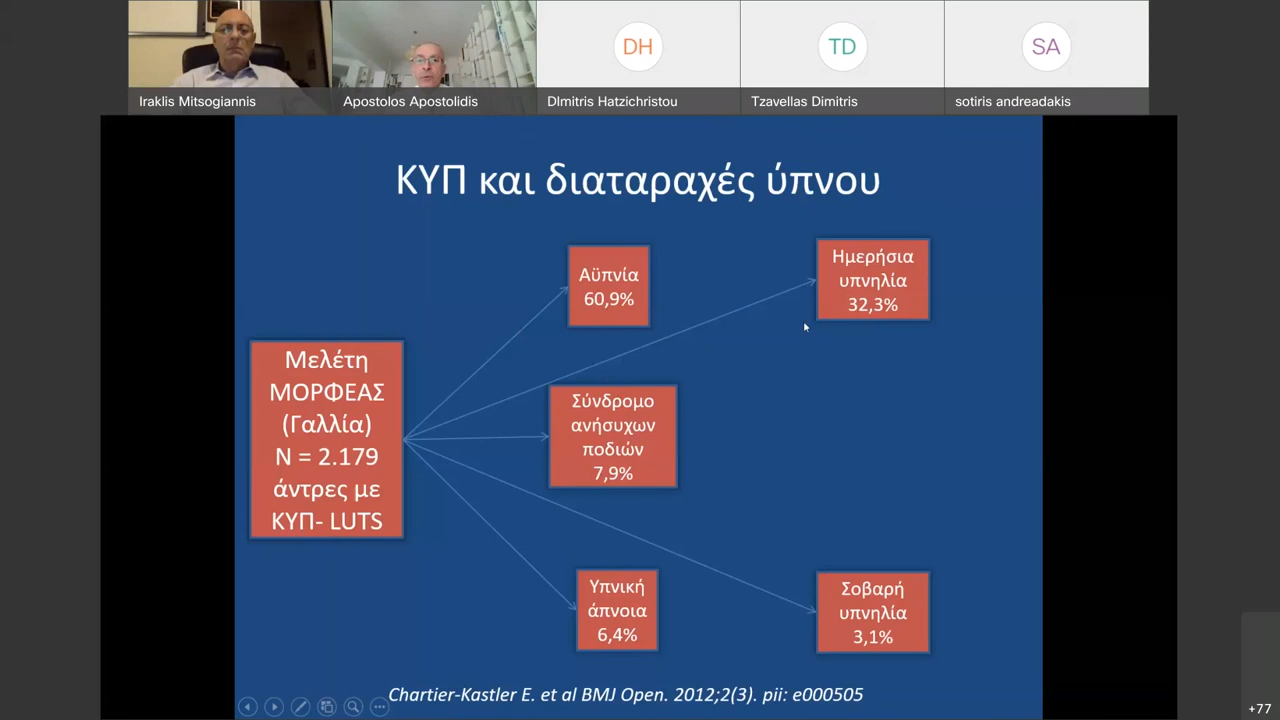 DH
TD
SA
Iraklis Mitsogiannis
Apostolos Apostolidis
DImitris Hatzichristou
Tzavellas Dimitris
sotiris andreadakis
ΚΥΠ και διαταραχές ύπνου
Μελέτη
ΜΟΡΦΕΑΣ
(Γαλλία)
N = 2.179
άντρες με
ΚΥΠ- LUTS
Αϋπνία
60,9%
Ημερήσια
υπνηλία
32,3%
Σύνδρομο
ανήσυχων
ποδιών
7,9%
Υπνική
άπνοια
6,4%
Σοβαρή
υπνηλία
3,1%
Chartier-Kastler E. et al BMJ Open. 2012;2(3). pii: e000505
+77